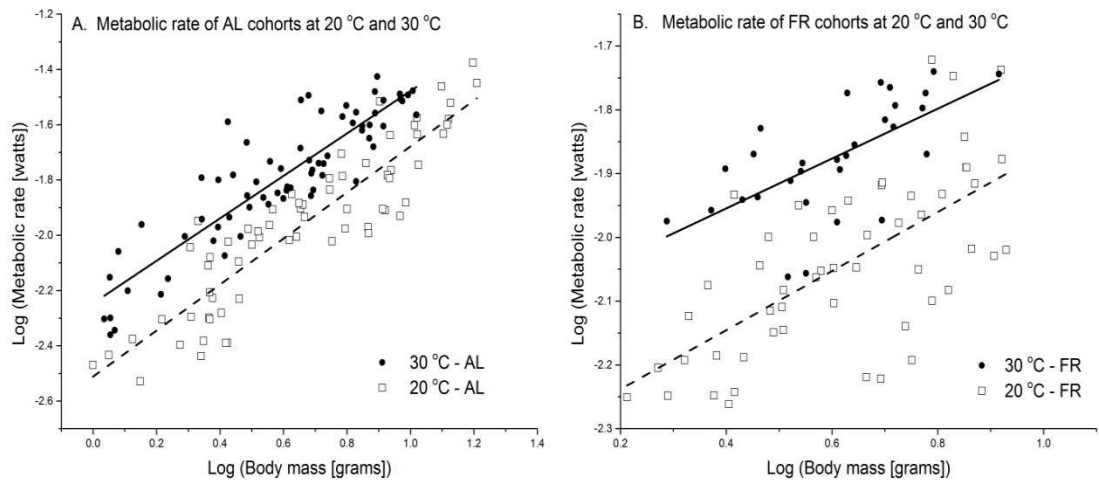 A. Metabolic rate of AL cohorts at 20 °C and 30 °C
-1.2
-1.4
-1.6
-1.8
-2.0
-2.2
-2.4
-2.6
Log (Metabolic rate [watts])
30 °C - AL
20 °C - AL
0.0 0.2 0.4 0.6 0.8 1.0 1.2 1.4
Log (Body mass [grams])
B. Metabolic rate of FR cohorts at 20 °C and 30 °C
-1.7
-1.8
-1.9
-2.0
-2.1
-2.2
-2.3
Log (Metabolic rate [watts])
30 °C - FR
20 °C - FR
0.2 0.4 0.6 0.8 1.0
Log (Body mass [grams])